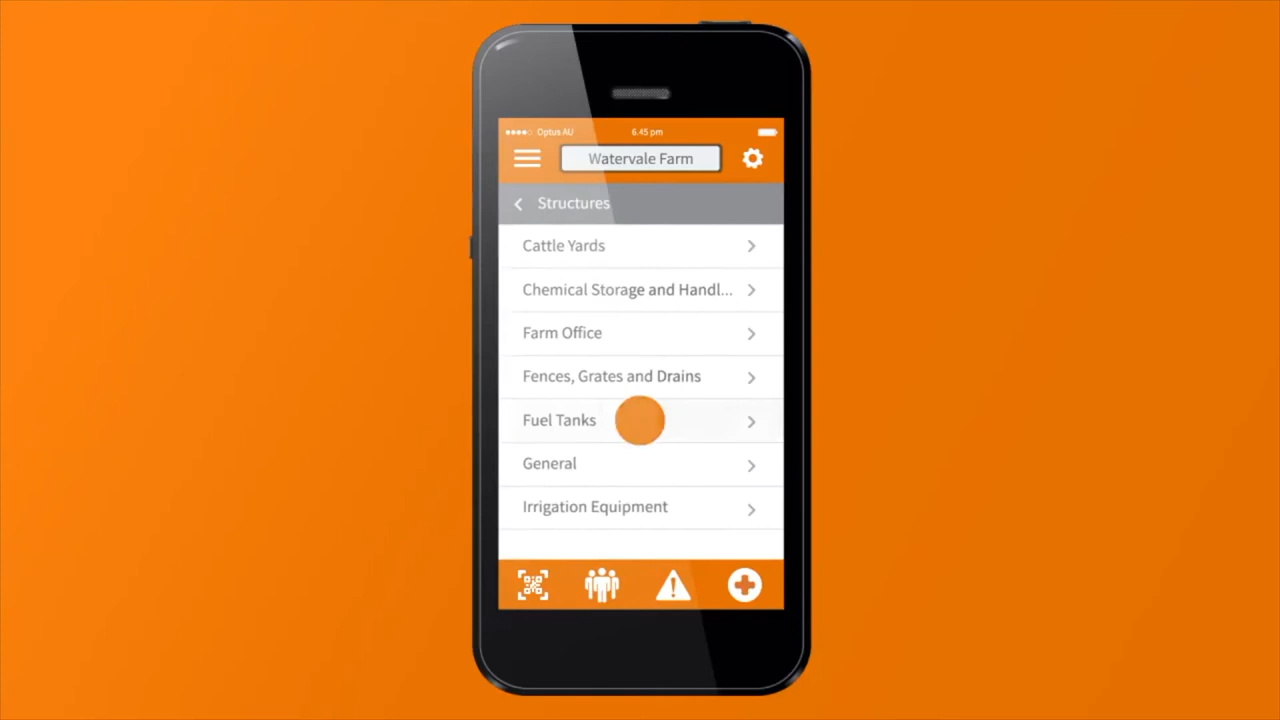 Optus AU 6.45 pm
Watervale Farm
Structures
Cattle Yards
Chemical Storage and Handl...
Farm Office
Fences, Grates and Drains
Fuel Tanks
General
Irrigation Equipment